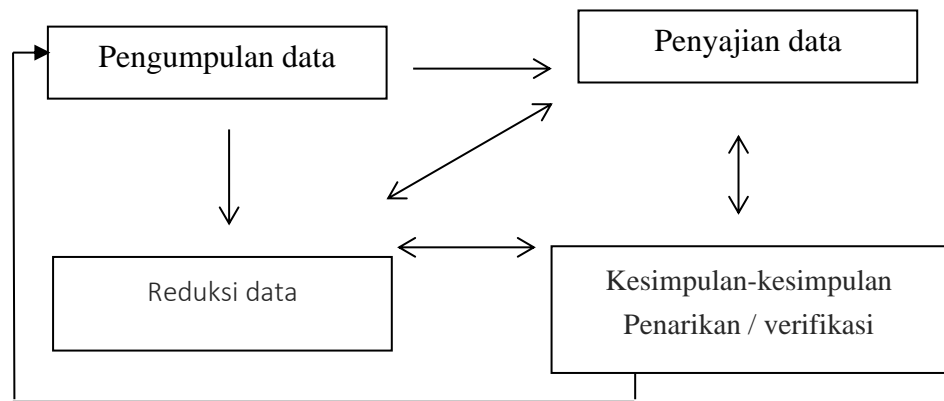 Pengumpulan data
Penyajian data
Reduksi data
Kesimpulan-kesimpulan
Penarikan / verifikasi